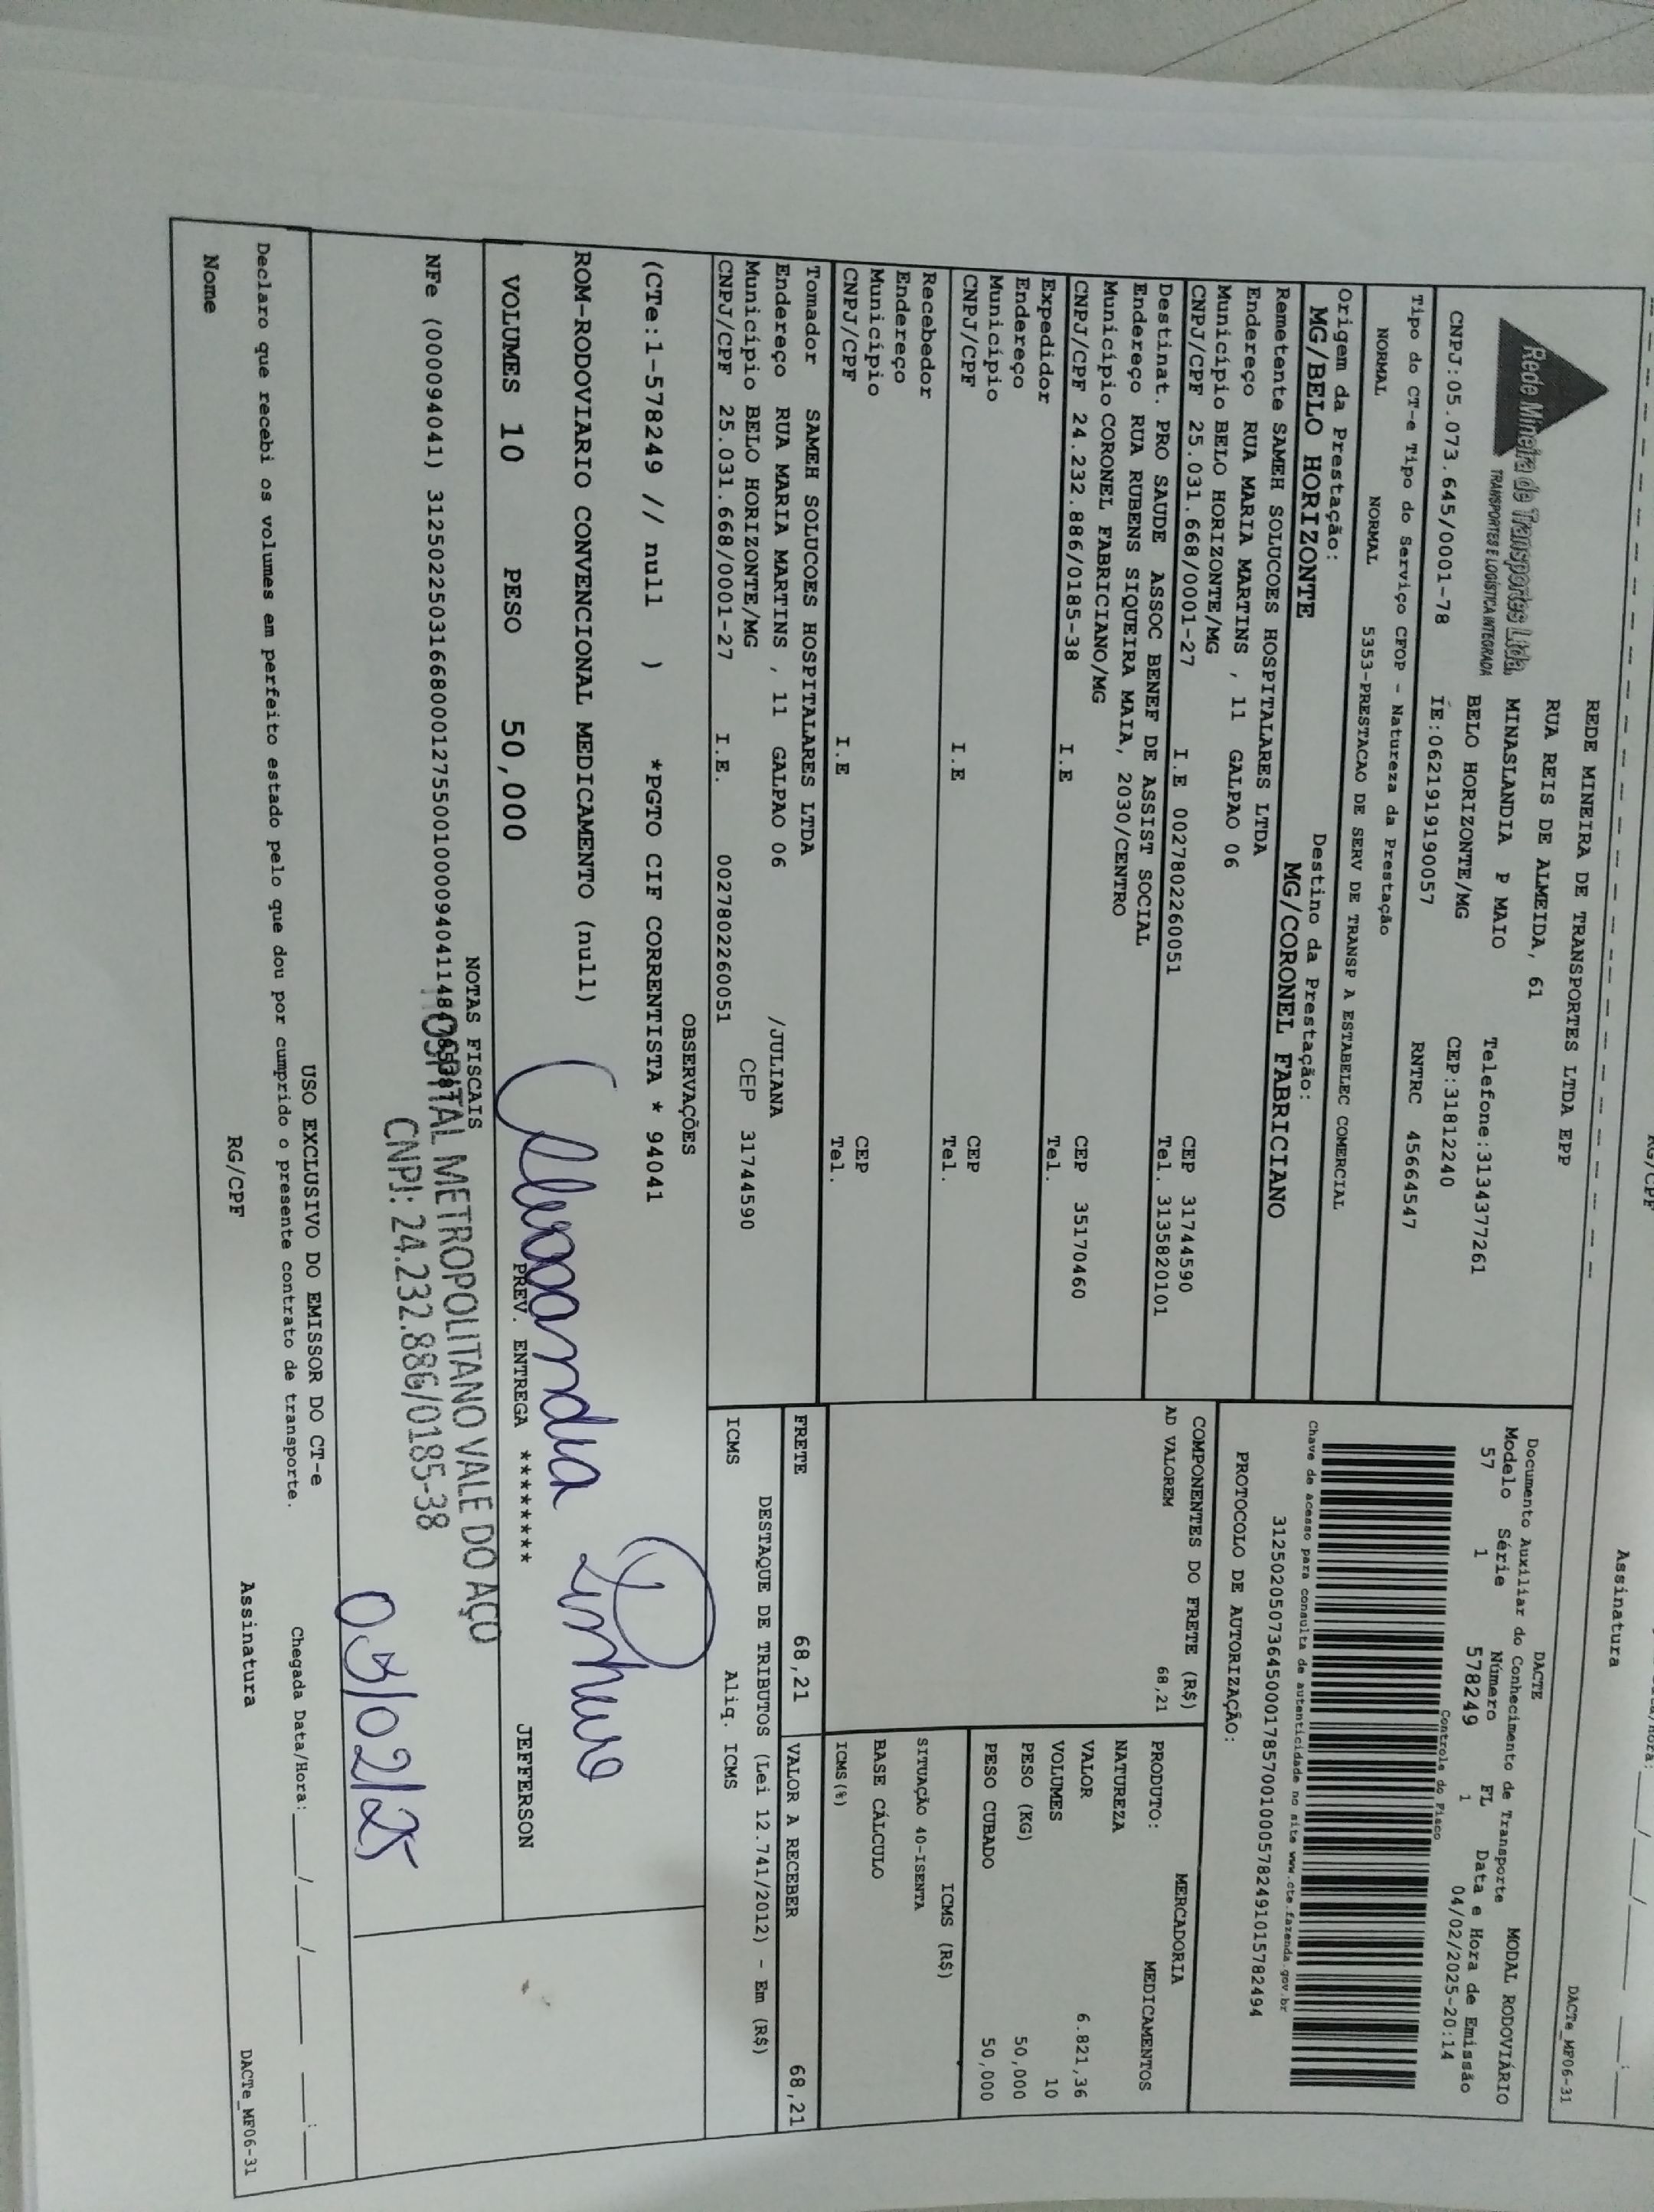 RG/CPF
Assinatura
DACTe_MF06-31
Rede Mineira de Transportes Ltda.
TRANSPORTES E LOGÍSTICA INTEGRADA
REDE MINEIRA DE TRANSPORTES LTDA EPP
RUA REIS DE ALMEIDA, 61
MINASLANDIA P MAIO
Telefone:3134377261
BELO HORIZONTE/MG
CEP:31812240
CNPJ:05.073.645/0001-78
IE:0621919190057
RNTRC 45664547
DACTE
Documento Auxiliar do Conhecimento de Transporte
MODAL RODOVIÁRIO
Modelo Série Número FL Data e Hora de Emissão
57 1 578249 1 04/02/2025-20:14
Controle do Fisco
Tipo do CT-e Tipo do Serviço CFOP - Natureza da Prestação
NORMAL NORMAL 5353-PRESTACAO DE SERV DE TRANSP A ESTABELEC COMERCIAL
Chave de acesso para consulta de autenticidade no site www.cte.fazenda.gov.br
31250205073645000178570010005782491015782494
PROTOCOLO DE AUTORIZAÇÃO:
Origem da Prestação: Destino da Prestação:
MG/BELO HORIZONTE MG/CORONEL FABRICIANO
Remetente SAMEH SOLUCOES HOSPITALARES LTDA
Endereço RUA MARIA MARTINS , 11 GALPAO 06
Município BELO HORIZONTE/MG CEP 31744590
CNPJ/CPF 25.031.668/0001-27 I.E 0027802260051 Tel. 3135820101
Destinat. PRO SAUDE ASSOC BENEF DE ASSIST SOCIAL
Endereço RUA RUBENS SIQUEIRA MAIA, 2030/CENTRO
Município CORONEL FABRICIANO/MG CEP 35170460
CNPJ/CPF 24.232.886/0185-38 I.E Tel.
Expedidor
Endereço
Município CEP
CNPJ/CPF I.E Tel.
Recebedor
Endereço
Município CEP
CNPJ/CPF I.E Tel.
Tomador SAMEH SOLUCOES HOSPITALARES LTDA
Endereço RUA MARIA MARTINS , 11 GALPAO 06 /JULIANA
Município BELO HORIZONTE/MG CEP 31744590
CNPJ/CPF 25.031.668/0001-27 I.E. 0027802260051
COMPONENTES DO FRETE (R$)
AD VALOREM 68,21
MERCADORIA
PRODUTO: MEDICAMENTOS
NATUREZA
VALOR 6.821,36
VOLUMES 10
PESO (KG) 50,000
PESO CUBADO 50,000
ICMS (R$)
SITUAÇÃO 40-ISENTA
BASE CÁLCULO
ICMS(%)
FRETE 68,21 VALOR A RECEBER 68,21
DESTAQUE DE TRIBUTOS (Lei 12.741/2012) - Em (R$)
ICMS Aliq. ICMS
OBSERVAÇÕES
(CTe:1-578249 // null ) *PGTO CIF CORRENTISTA * 94041
ROM-RODOVIARIO CONVENCIONAL MEDICAMENTO (null)
VOLUMES 10 PESO 50,000 PREV. ENTREGA ******** JEFFERSON
NOTAS FISCAIS
HOSPITAL METROPOLITANO VALE DO AÇO
CNPJ: 24.232.886/0185-38
05/02/25
USO EXCLUSIVO DO EMISSOR DO CT-e
Declaro que recebi os volumes em perfeito estado pelo que dou por cumprido o presente contrato de transporte.
Chegada Data/Hora:____/____/____ ___:___
Nome RG/CPF Assinatura
DACTe_MF06-31